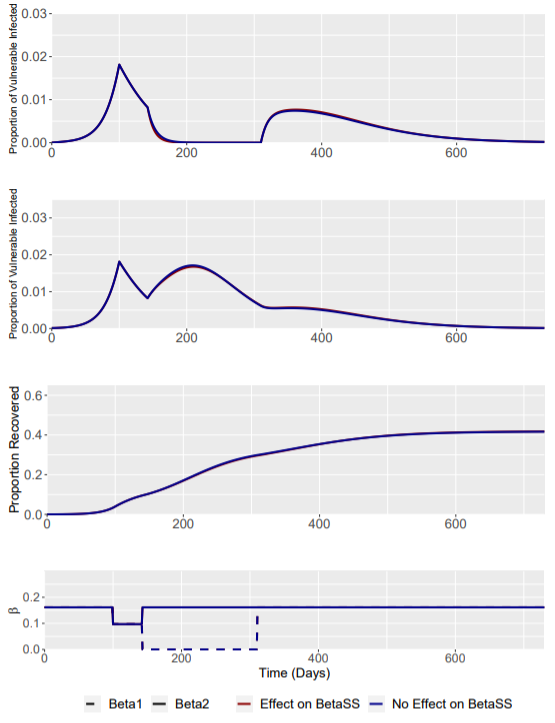 Proportion of Vulnerable Infected
0.03
0.02
0.01
0.00
0 200 400 600
Proportion of Vulnerable Infected
0.03
0.02
0.01
0.00
0 200 400 600
Proportion Recovered
0.6
0.4
0.2
0.0
0 200 400 600
β
0.2
0.1
0.0
0 200 400 600
Time (Days)
Beta1 Beta2 Effect on BetaSS No Effect on BetaSS